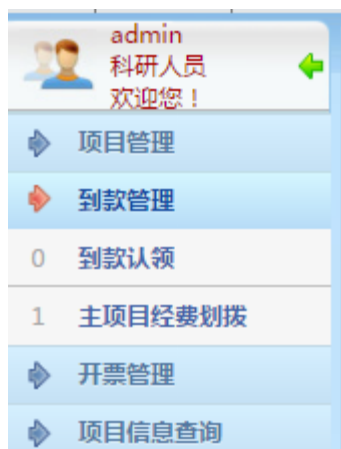 admin
科研人员
欢迎您！
项目管理
到款管理
0 到款认领
1 主项目经费划拨
开票管理
项目信息查询